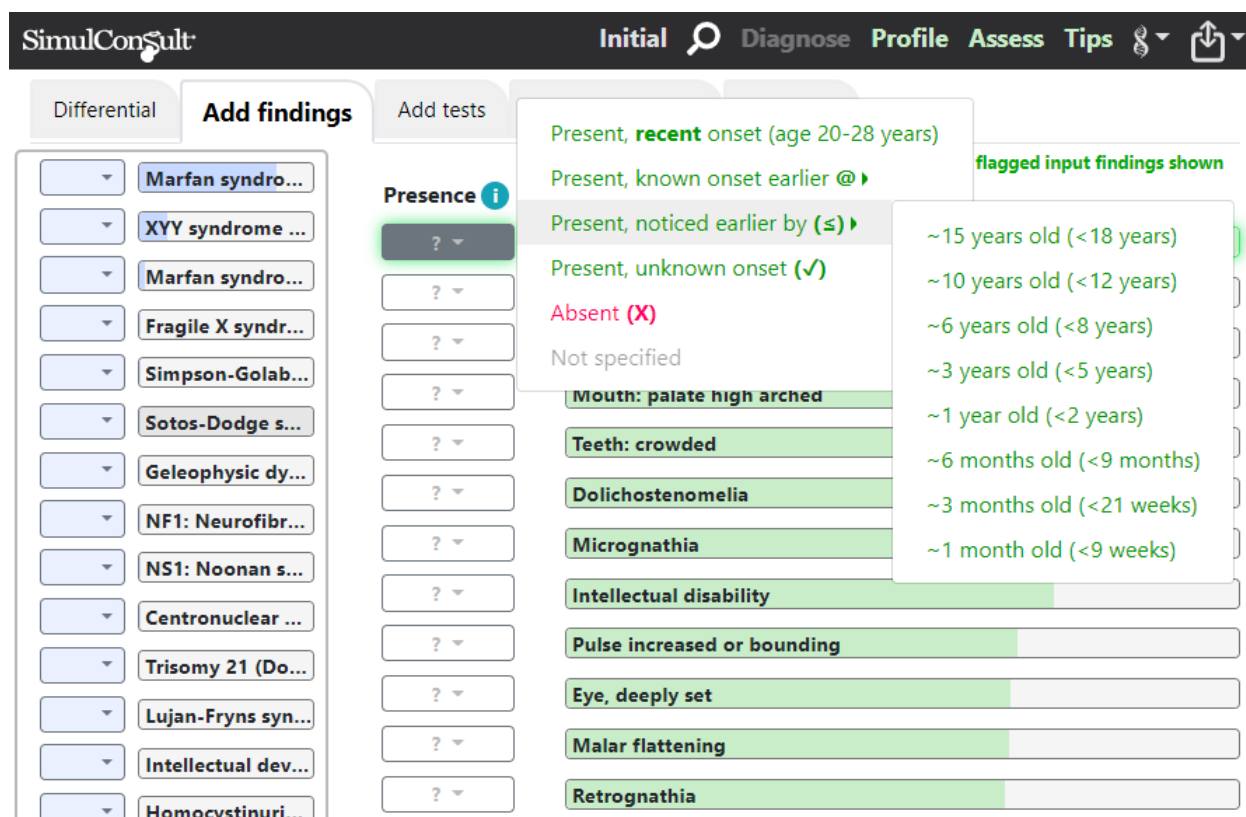 SimulConsult
Initial Diagnose Profile Assess Tips
Differential Add findings Add tests
Present, recent onset (age 20-28 years)
Present, known onset earlier @
Present, noticed earlier by (≤)
Present, unknown onset (✓)
Absent (X)
Not specified
flagged input findings shown
~15 years old (<18 years)
~10 years old (<12 years)
~6 years old (<8 years)
~3 years old (<5 years)
~1 year old (<2 years)
~6 months old (<9 months)
~3 months old (<21 weeks)
~1 month old (<9 weeks)
Marfan syndro...
XYY syndrome ...
Marfan syndro...
Fragile X syndr...
Simpson-Golab...
Sotos-Dodge s...
Geleophysic dy...
NF1: Neurofibr...
NS1: Noonan s...
Centronuclear ...
Trisomy 21 (Do...
Lujan-Fryns syn...
Intellectual dev...
Homocystinuri...
Presence i
?
?
?
? Mouth: palate high arched
? Teeth: crowded
? Dolichostenomelia
? Micrognathia
? Intellectual disability
? Pulse increased or bounding
? Eye, deeply set
? Malar flattening
? Retrognathia